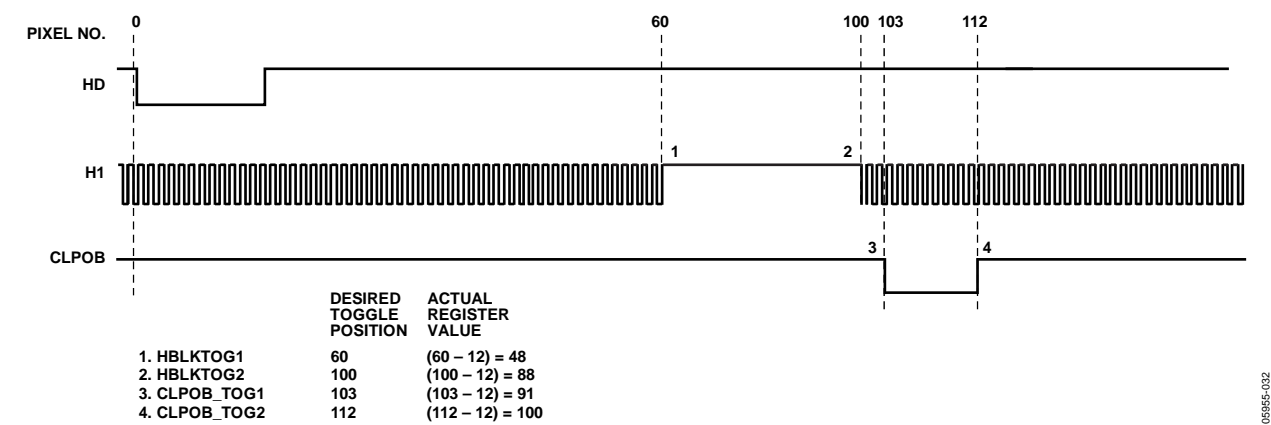 0 60 100 103 112
PIXEL NO.
HD
1 2
H1
3 4
CLPOB
DESIRED TOGGLE POSITION
ACTUAL REGISTER VALUE
1. HBLKTOG1 60 (60 – 12) = 48
2. HBLKTOG2 100 (100 – 12) = 88
3. CLPOB_TOG1 103 (103 – 12) = 91
4. CLPOB_TOG2 112 (112 – 12) = 100
05955-032